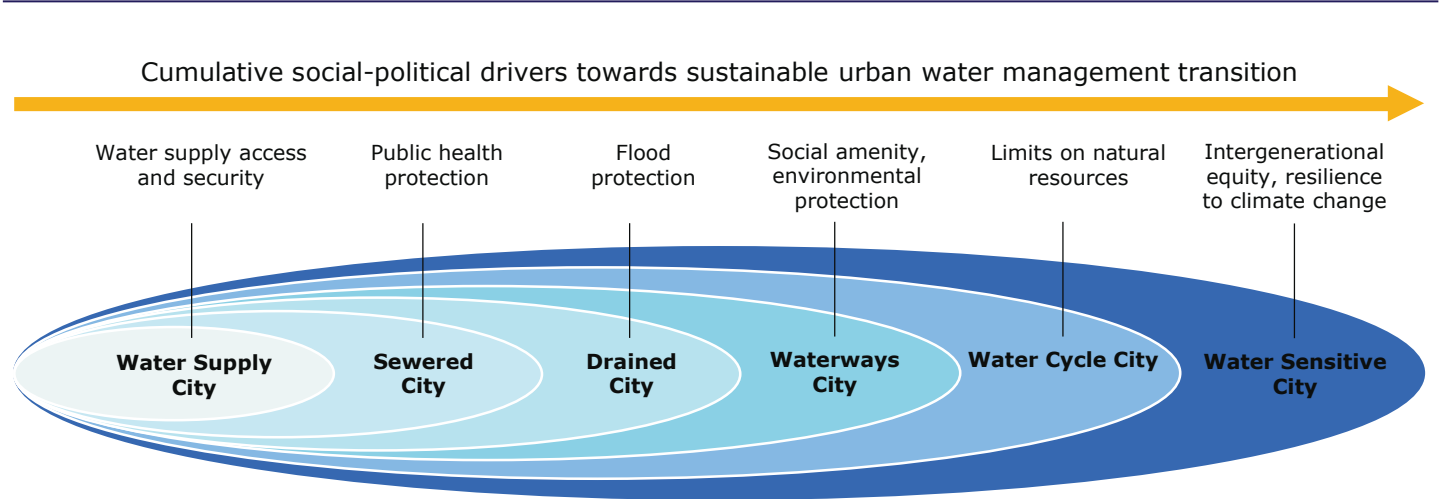 Cumulative social-political drivers towards sustainable urban water management transition
Water supply access
and security
Public health
protection
Flood
protection
Social amenity,
environmental
protection
Limits on natural
resources
Intergenerational
equity, resilience
to climate change
Water Supply
City
Sewered
City
Drained
City
Waterways
City
Water Cycle City
Water Sensitive
City